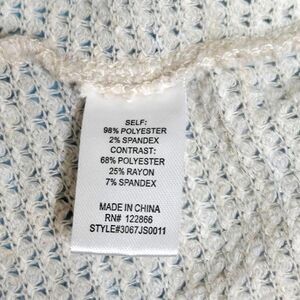 SELF:
98% POLYESTER
2% SPANDEX
CONTRAST:
68% POLYESTER
25% RAYON
7% SPANDEX
MADE IN CHINA
RN# 122866
STYLE#3067JS0011